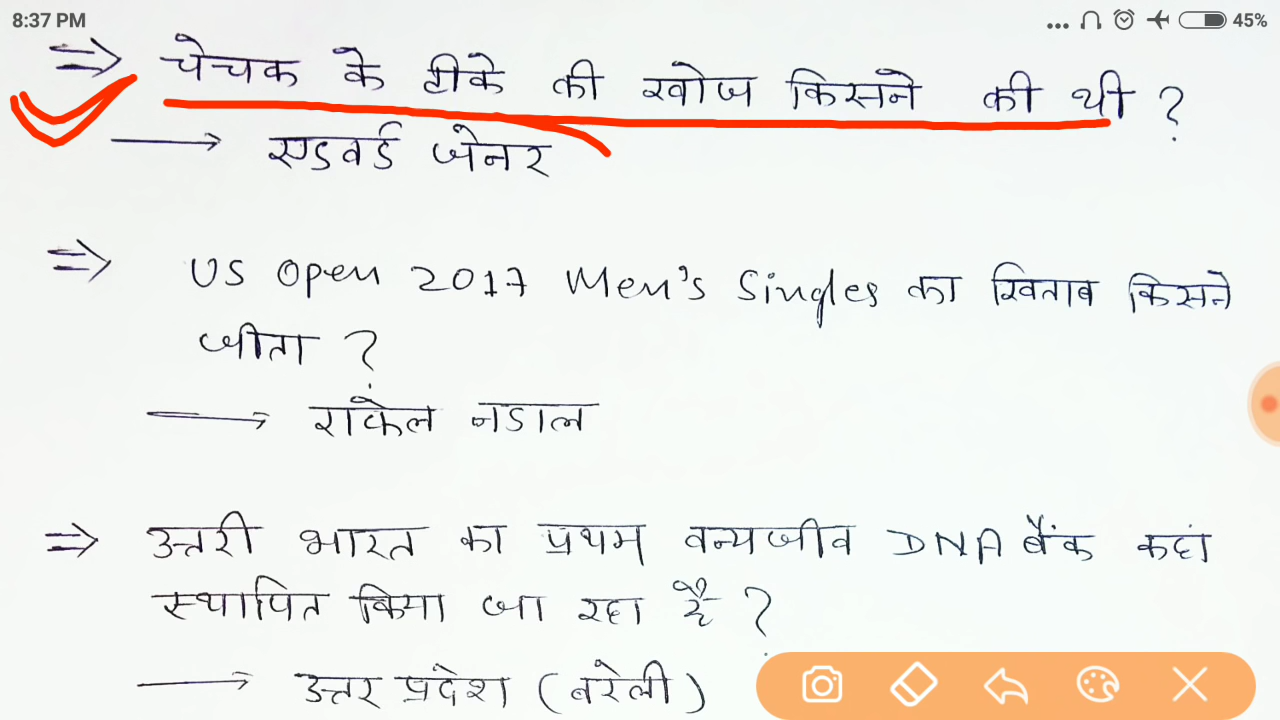 8:37 PM
45%
⇒ चेचक के टीके की खोज किसने की थी ?
→ एडवर्ड जेनर
⇒ US Open 2017 Men's Singles का खिताब किसने
जीता ?
→ राफेल नडाल
⇒ उत्तरी भारत का प्रथम वन्यजीव DNA बैंक कहां
स्थापित किया जा रहा है ?
→ उत्तर प्रदेश (बरेली)